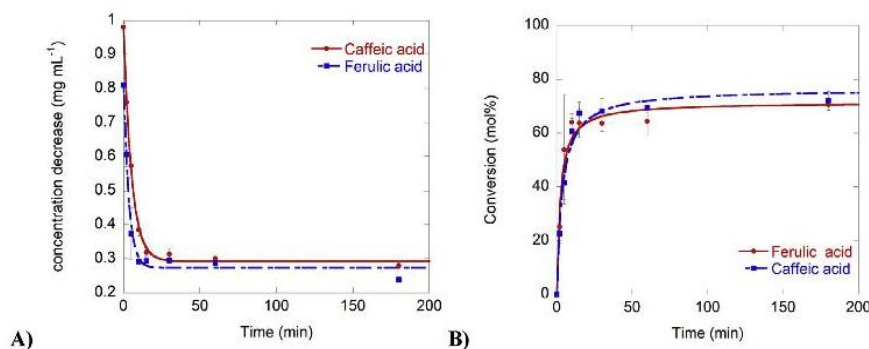 1
0.9
0.8
0.7
0.6
0.5
0.4
0.3
0.2
concentration decrease (mg mL⁻¹)
Caffeic acid
Ferulic acid
0 50 100 150 200
Time (min)
A)
100
80
60
40
20
0
Conversion (mol%)
Ferulic acid
Caffeic acid
0 50 100 150 200
Time (min)
B)